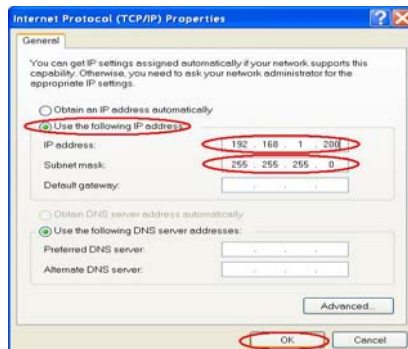 Internet Protocol (TCP/IP) Properties
General
You can get IP settings assigned automatically if your network supports this
capability. Otherwise, you need to ask your network administrator for the
appropriate IP settings.
Obtain an IP address automatically
Use the following IP address:
IP address: 192 . 168 . 1 . 200
Subnet mask: 255 . 255 . 255 . 0
Default gateway: . . .
Obtain DNS server address automatically
Use the following DNS server addresses:
Preferred DNS server: . . .
Alternate DNS server: . . .
Advanced...
OK Cancel